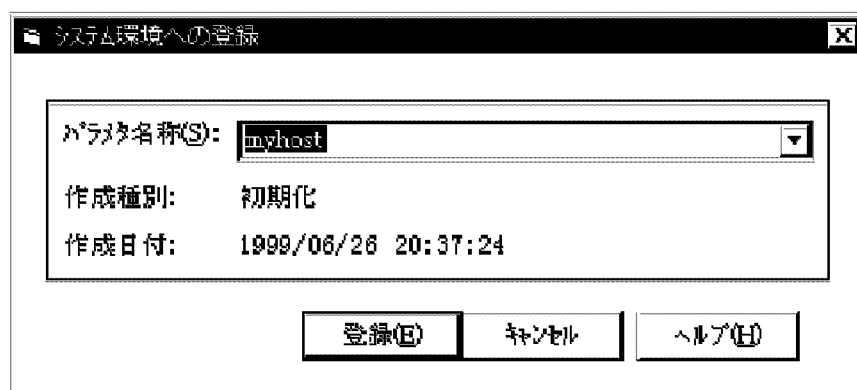 システム環境への登録
パラメタ名称(S): myhost
作成種別: 初期化
作成日付: 1999/06/26 20:37:24
登録(E) キャンセル ヘルプ(H)